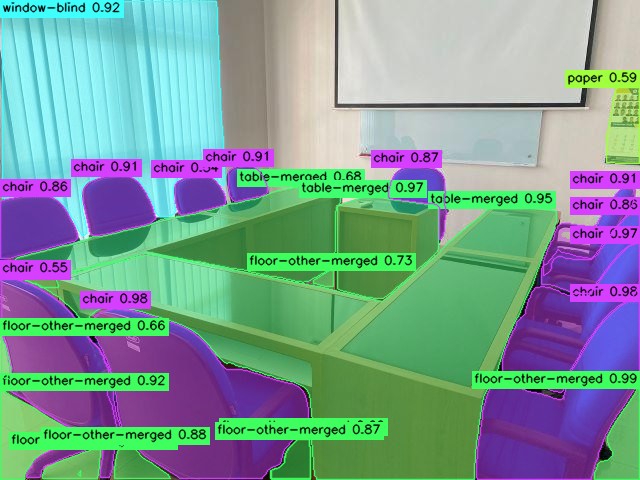 window-blind 0.92
paper 0.59
chair 0.91
chair 0.91
chair 0.87
table-merged 0.68
chair 0.91
chair 0.86
table-merged 0.97
table-merged 0.95
chair 0.86
chair 0.97
floor-other-merged 0.73
chair 0.55
chair 0.98
chair 0.98
floor-other-merged 0.66
floor-other-merged 0.92
floor-other-merged 0.99
floor-other-merged 0.87
floor
floor-other-merged 0.88